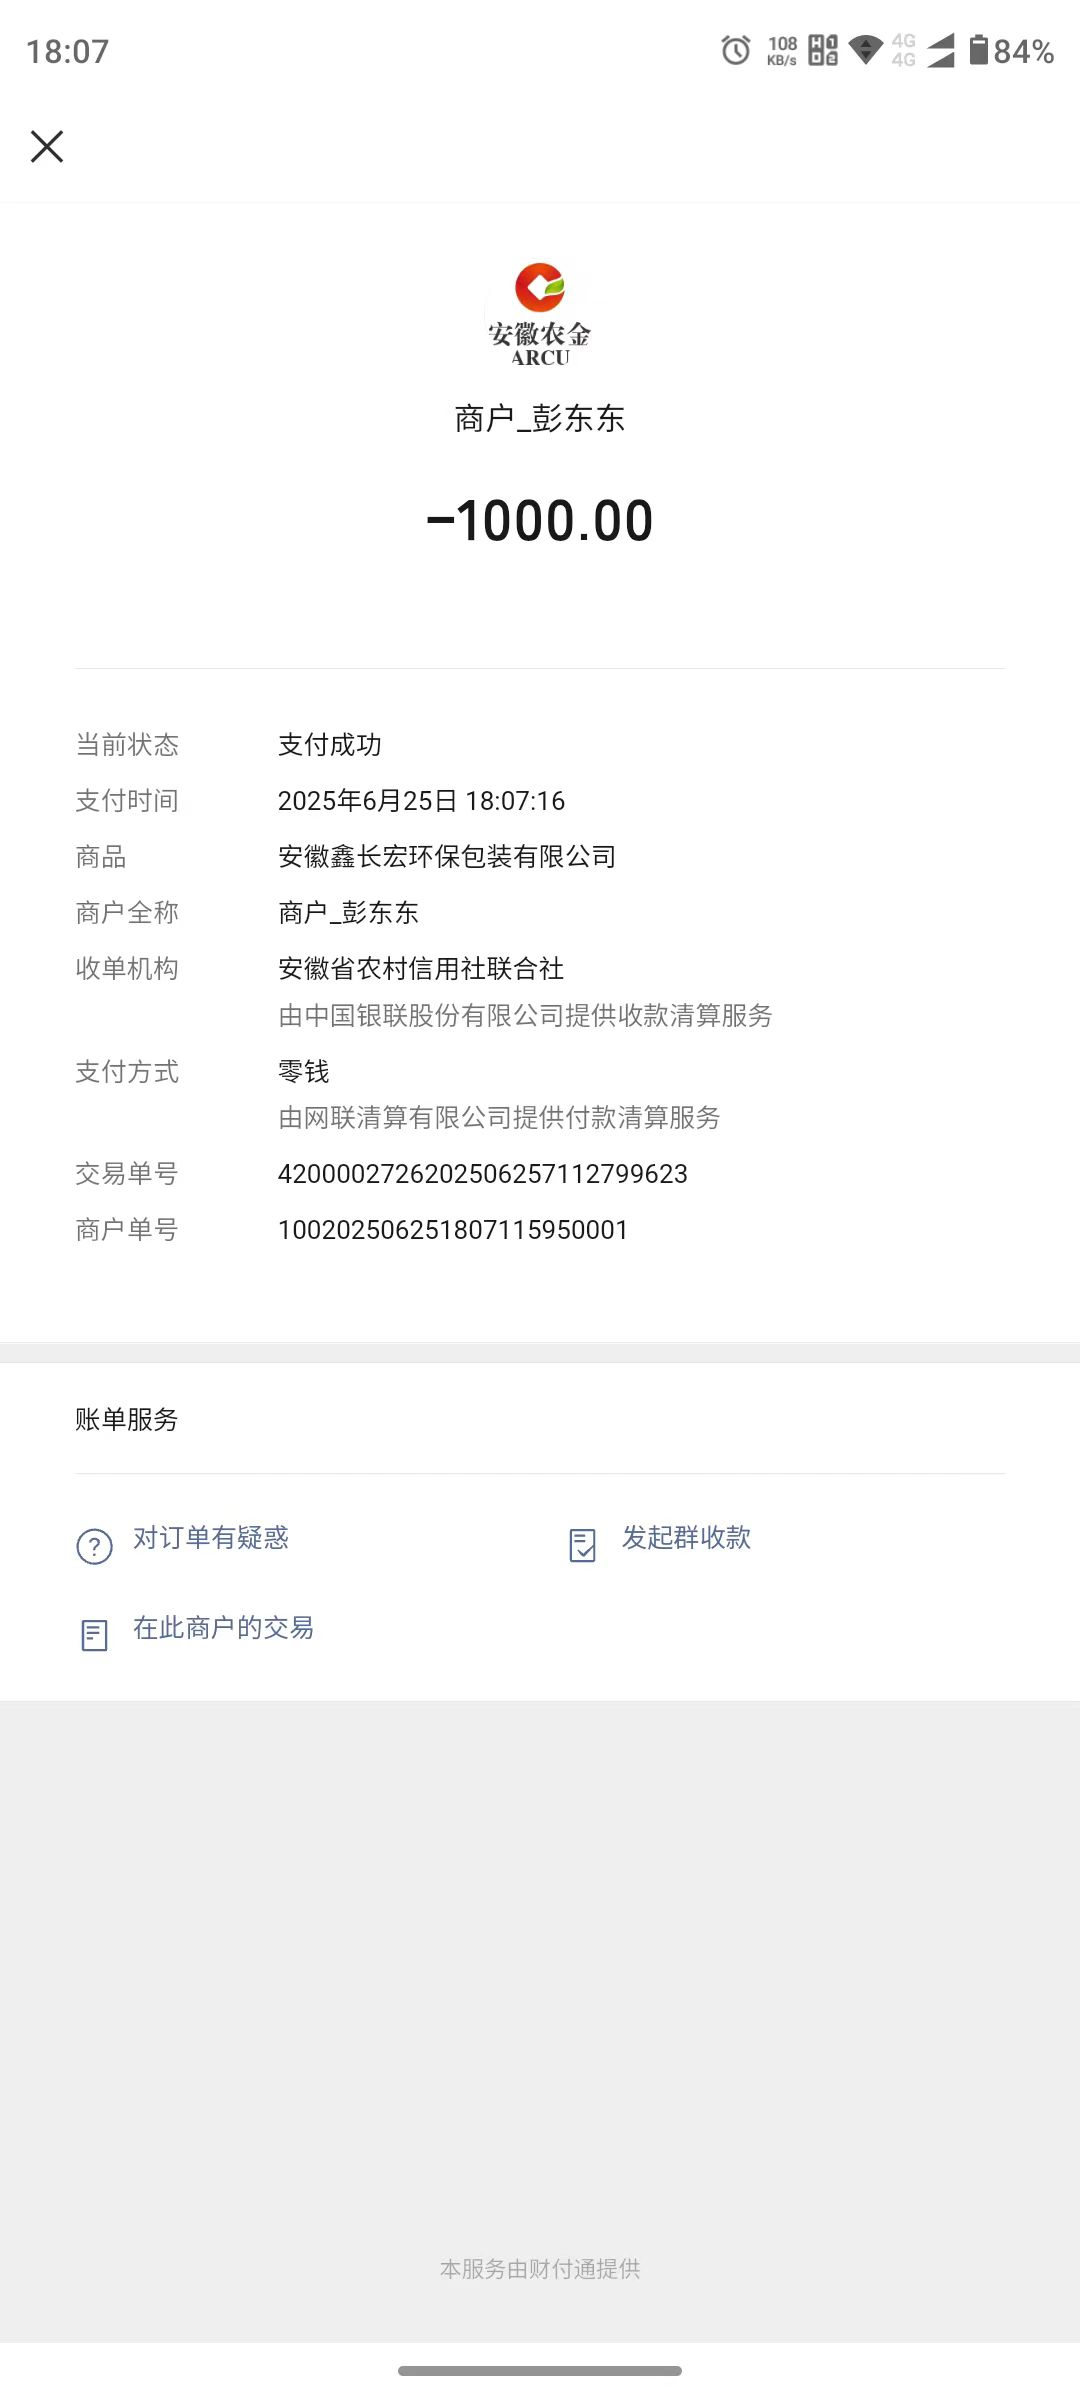 18:07
108 KB/s 4G 4G 84%
安徽农金
ARCU
商户_彭东东
-1000.00
当前状态 支付成功
支付时间 2025年6月25日 18:07:16
商品 安徽鑫长宏环保包装有限公司
商户全称 商户_彭东东
收单机构 安徽省农村信用社联合社
由中国银联股份有限公司提供收款清算服务
支付方式 零钱
由网联清算有限公司提供付款清算服务
交易单号 4200002726202506257112799623
商户单号 100202506251807115950001
账单服务
对订单有疑惑 发起群收款
在此商户的交易
本服务由财付通提供